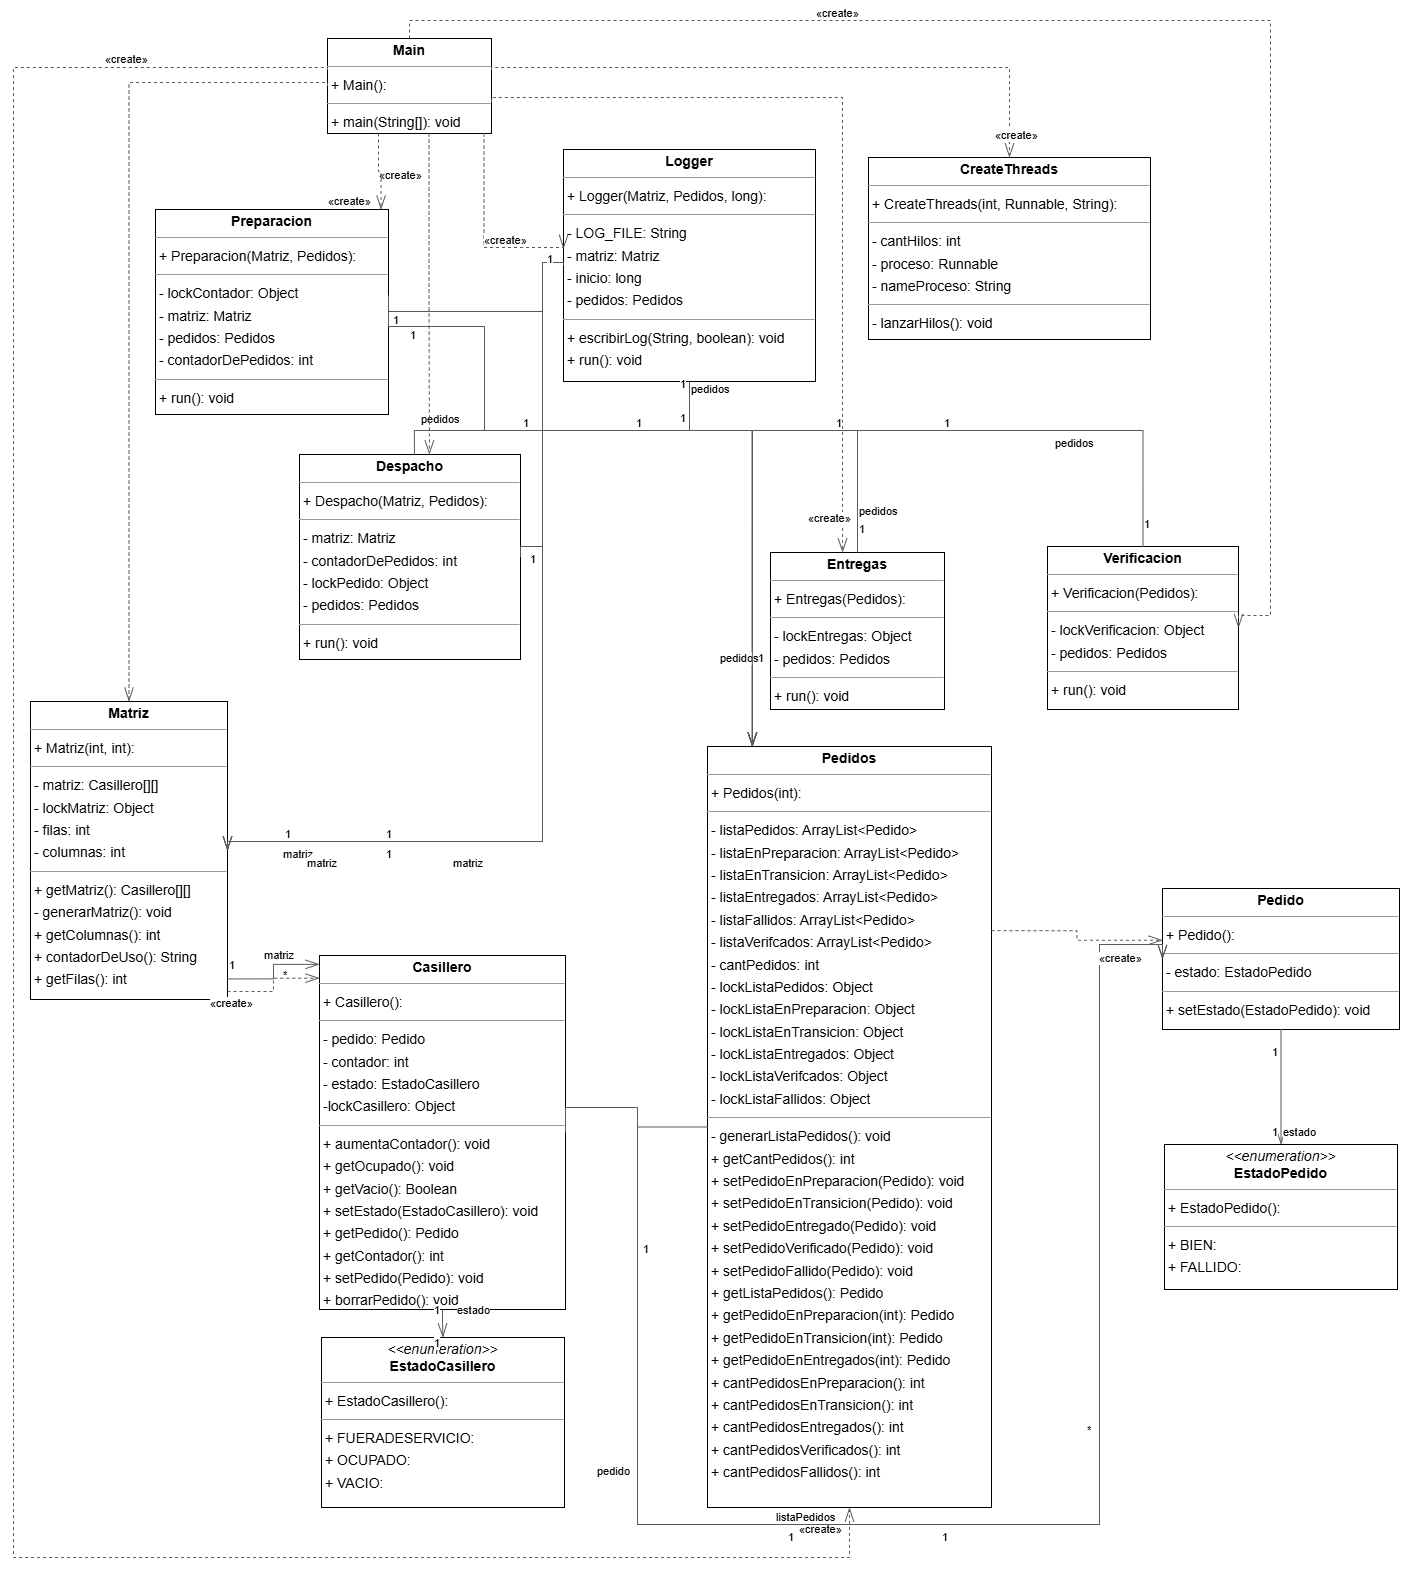 «create»
«create»
Main
+ Main():
+ main(String[]): void
«create»
«create»
«create»
«create»
Logger
+ Logger(Matriz, Pedidos, long):
- LOG_FILE: String
- matriz: Matriz
- inicio: long
- pedidos: Pedidos
+ escribirLog(String, boolean): void
+ run(): void
CreateThreads
+ CreateThreads(int, Runnable, String):
- cantHilos: int
- proceso: Runnable
- nameProceso: String
- lanzarHilos(): void
Preparacion
+ Preparacion(Matriz, Pedidos):
- lockContador: Object
- matriz: Matriz
- pedidos: Pedidos
- contadorDePedidos: int
+ run(): void
1
1
1
1
pedidos
1
pedidos
1
1
1
1
pedidos
Despacho
+ Despacho(Matriz, Pedidos):
- matriz: Matriz
- contadorDePedidos: int
- lockPedido: Object
- pedidos: Pedidos
+ run(): void
1
«create»
pedidos
1
1
Entregas
+ Entregas(Pedidos):
- lockEntregas: Object
- pedidos: Pedidos
+ run(): void
Verificacion
+ Verificacion(Pedidos):
- lockVerificacion: Object
- pedidos: Pedidos
+ run(): void
pedidos1
Matriz
+ Matriz(int, int):
- matriz: Casillero[][]
- lockMatriz: Object
- filas: int
- columnas: int
+ getMatriz(): Casillero[][]
- generarMatriz(): void
+ getColumnas(): int
+ contadorDeUso(): String
+ getFilas(): int
1
1
matriz
matriz
1
matriz
matriz
1
*
«create»
Casillero
+ Casillero():
- pedido: Pedido
- contador: int
- estado: EstadoCasillero
-lockCasillero: Object
+ aumentaContador(): void
+ getOcupado(): void
+ getVacio(): Boolean
+ setEstado(EstadoCasillero): void
+ getPedido(): Pedido
+ getContador(): int
+ setPedido(Pedido): void
+ borrarPedido(): void
1
estado
1
<<enumeration>>
EstadoCasillero
+ EstadoCasillero():
+ FUERADESERVICIO:
+ OCUPADO:
+ VACIO:
Pedidos
+ Pedidos(int):
- listaPedidos: ArrayList<Pedido>
- listaEnPreparacion: ArrayList<Pedido>
- listaEnTransicion: ArrayList<Pedido>
- listaEntregados: ArrayList<Pedido>
- listaFallidos: ArrayList<Pedido>
- listaVerifcados: ArrayList<Pedido>
- cantPedidos: int
- lockListaPedidos: Object
- lockListaEnPreparacion: Object
- lockListaEnTransicion: Object
- lockListaEntregados: Object
- lockListaVerifcados: Object
- lockListaFallidos: Object
- generarListaPedidos(): void
+ getCantPedidos(): int
+ setPedidoEnPreparacion(Pedido): void
+ setPedidoEnTransicion(Pedido): void
+ setPedidoEntregado(Pedido): void
+ setPedidoVerificado(Pedido): void
+ setPedidoFallido(Pedido): void
+ getListaPedidos(): Pedido
+ getPedidoEnPreparacion(int): Pedido
+ getPedidoEnTransicion(int): Pedido
+ getPedidoEnEntregados(int): Pedido
+ cantPedidosEnPreparacion(): int
+ cantPedidosEnTransicion(): int
+ cantPedidosEntregados(): int
+ cantPedidosVerificados(): int
+ cantPedidosFallidos(): int
Pedido
+ Pedido():
- estado: EstadoPedido
+ setEstado(EstadoPedido): void
«create»
1
1
estado
<<enumeration>>
EstadoPedido
+ EstadoPedido():
+ BIEN:
+ FALLIDO:
1
*
pedido
listaPedidos
1
«create»
1